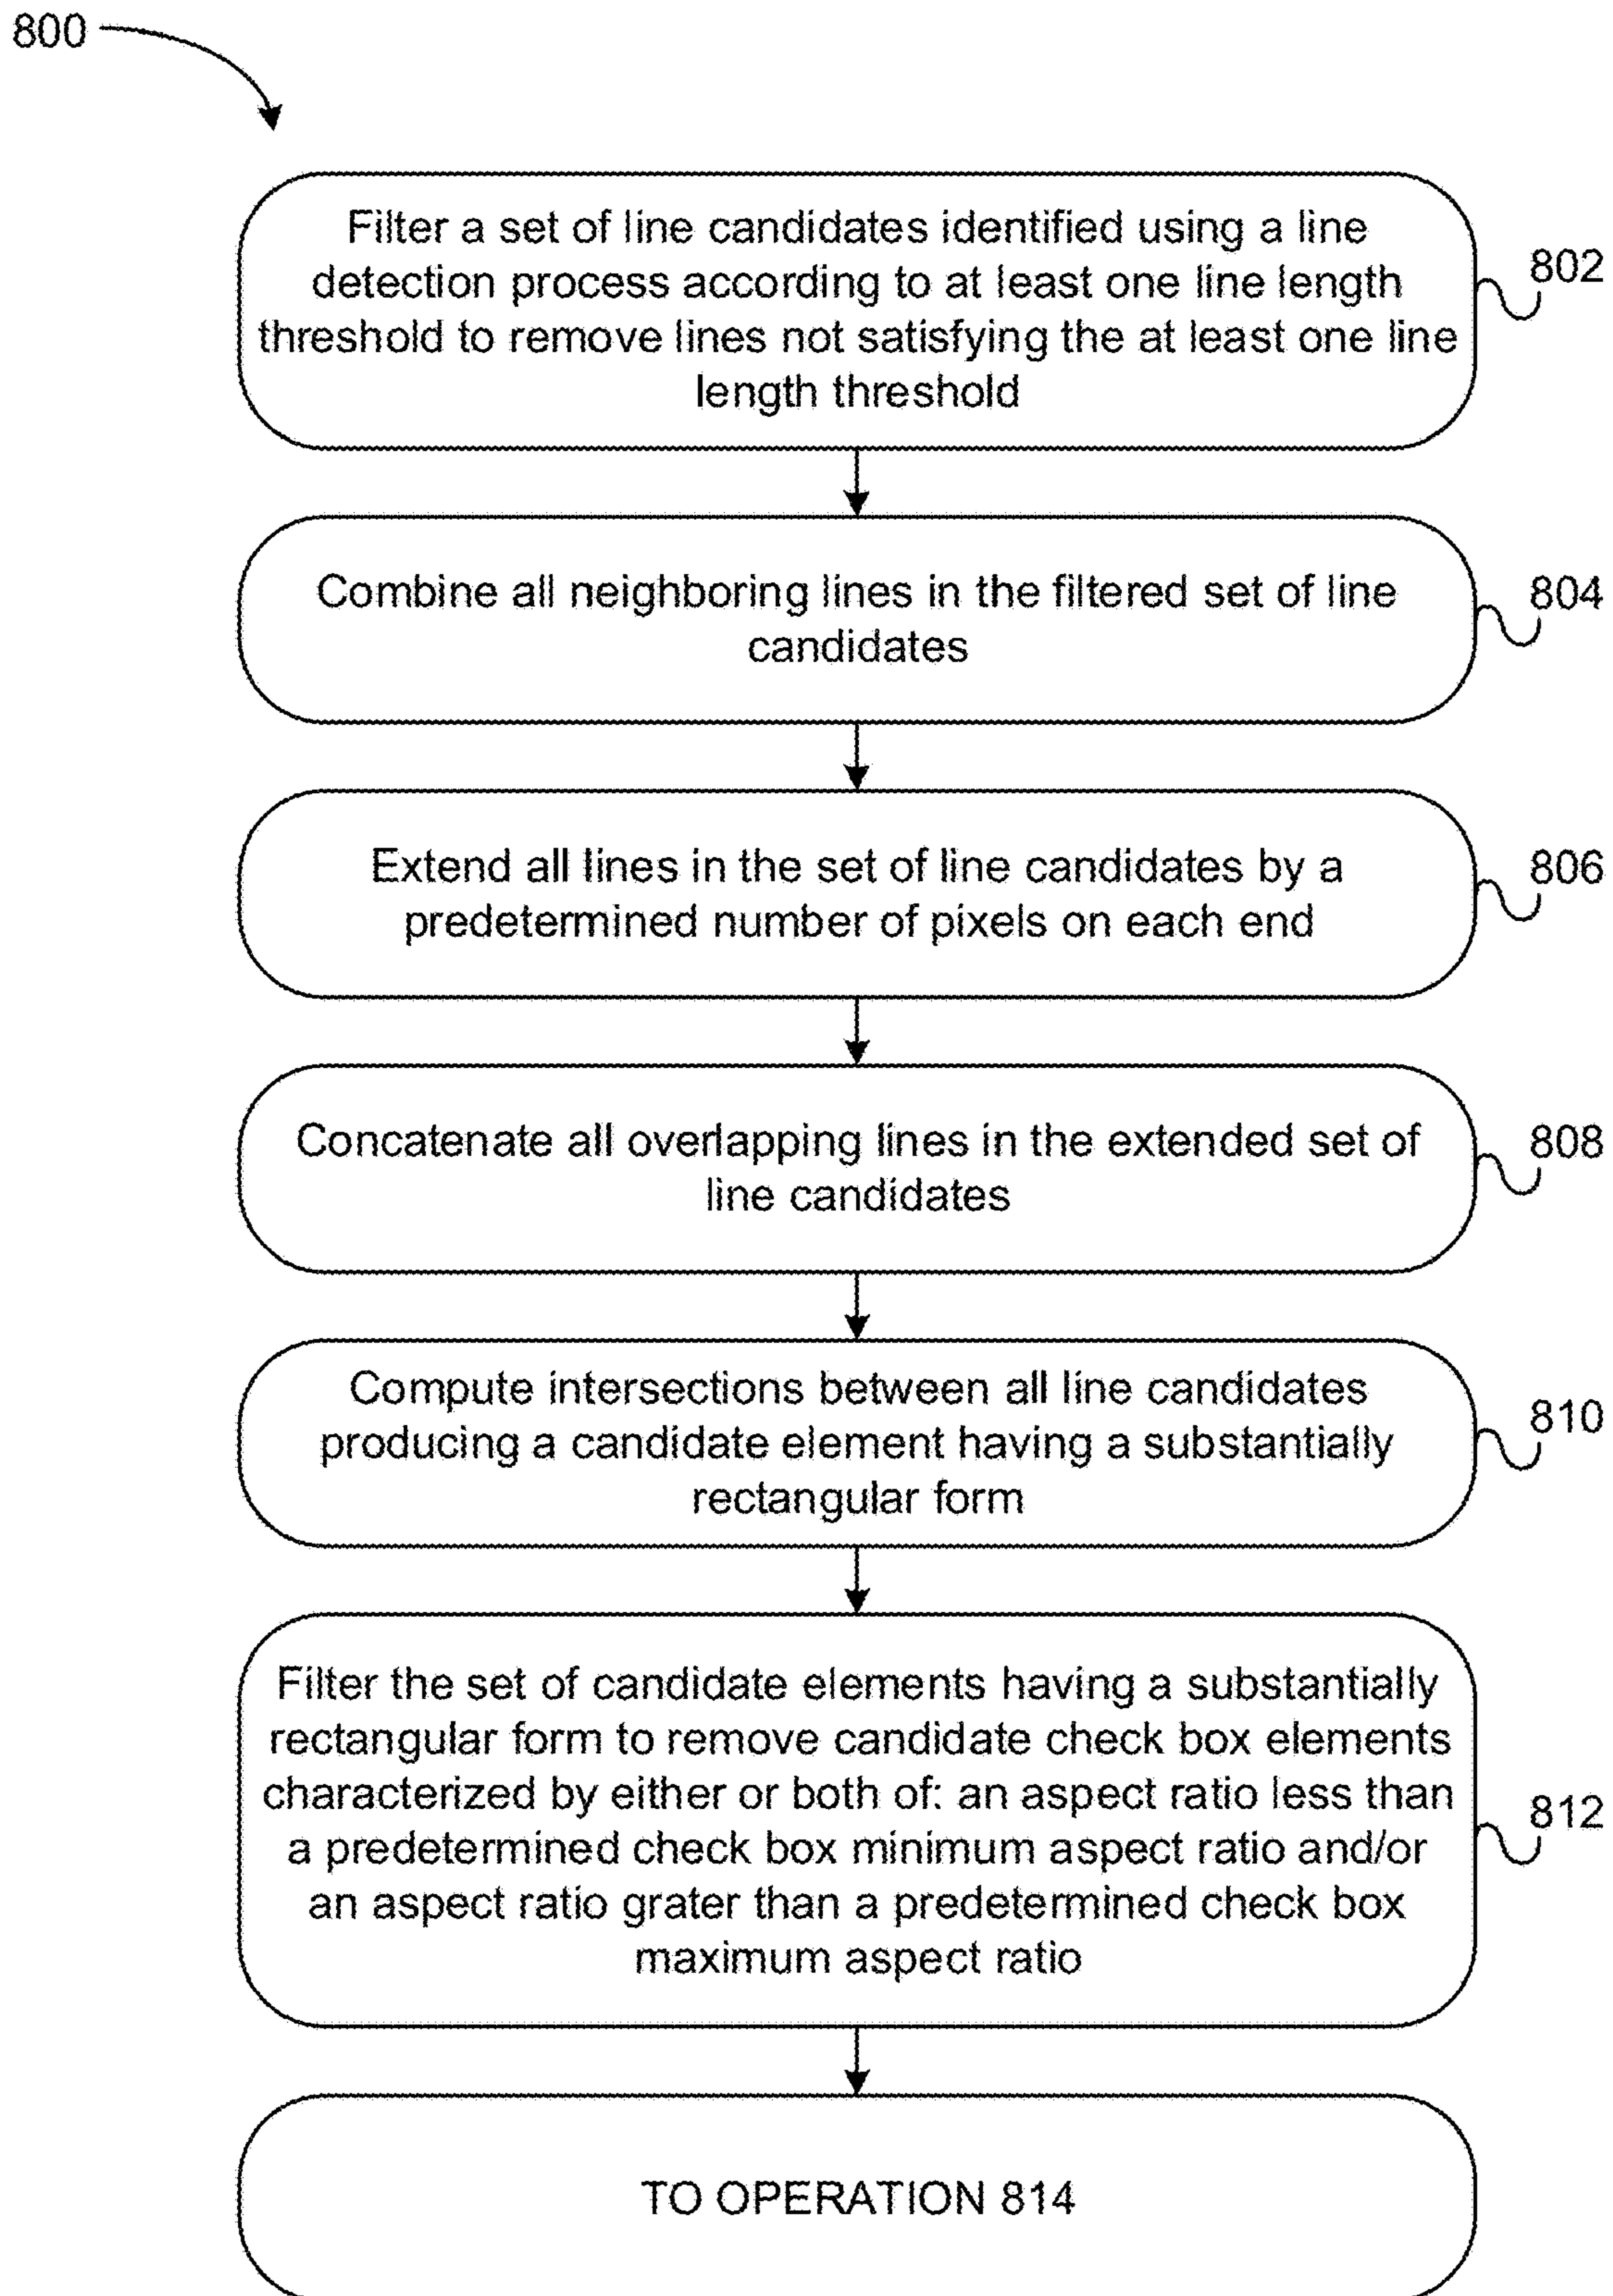 800
Filter a set of line candidates identified using a line
detection process according to at least one line length
threshold to remove lines not satisfying the at least one line
length threshold
802
Combine all neighboring lines in the filtered set of line
candidates
804
Extend all lines in the set of line candidates by a
predetermined number of pixels on each end
806
Concatenate all overlapping lines in the extended set of
line candidates
808
Compute intersections between all line candidates
producing a candidate element having a substantially
rectangular form
810
Filter the set of candidate elements having a substantially
rectangular form to remove candidate check box elements
characterized by either or both of: an aspect ratio less than
a predetermined check box minimum aspect ratio and/or
an aspect ratio grater than a predetermined check box
maximum aspect ratio
812
TO OPERATION 814